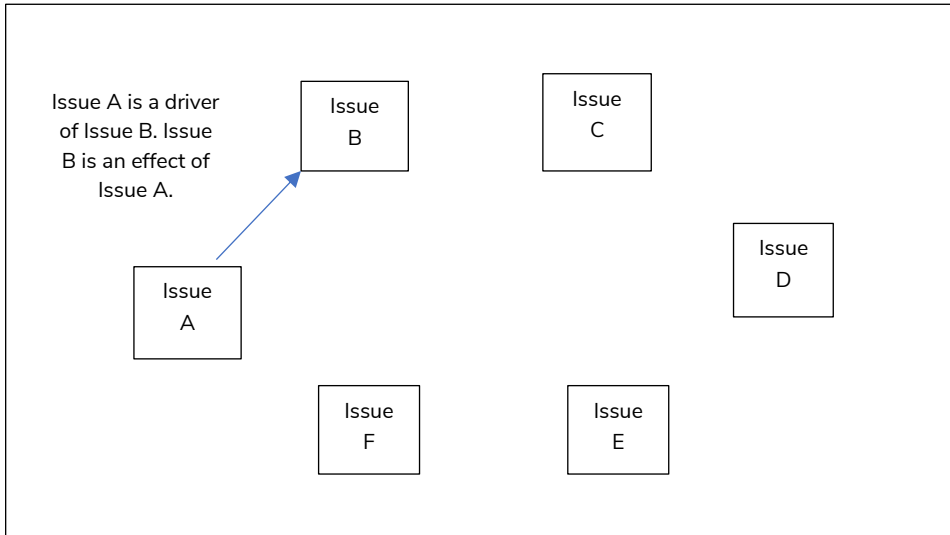 Issue A is a driver
of Issue B. Issue
B is an effect of
Issue A.
Issue
B
Issue
C
Issue
D
Issue
A
Issue
F
Issue
E